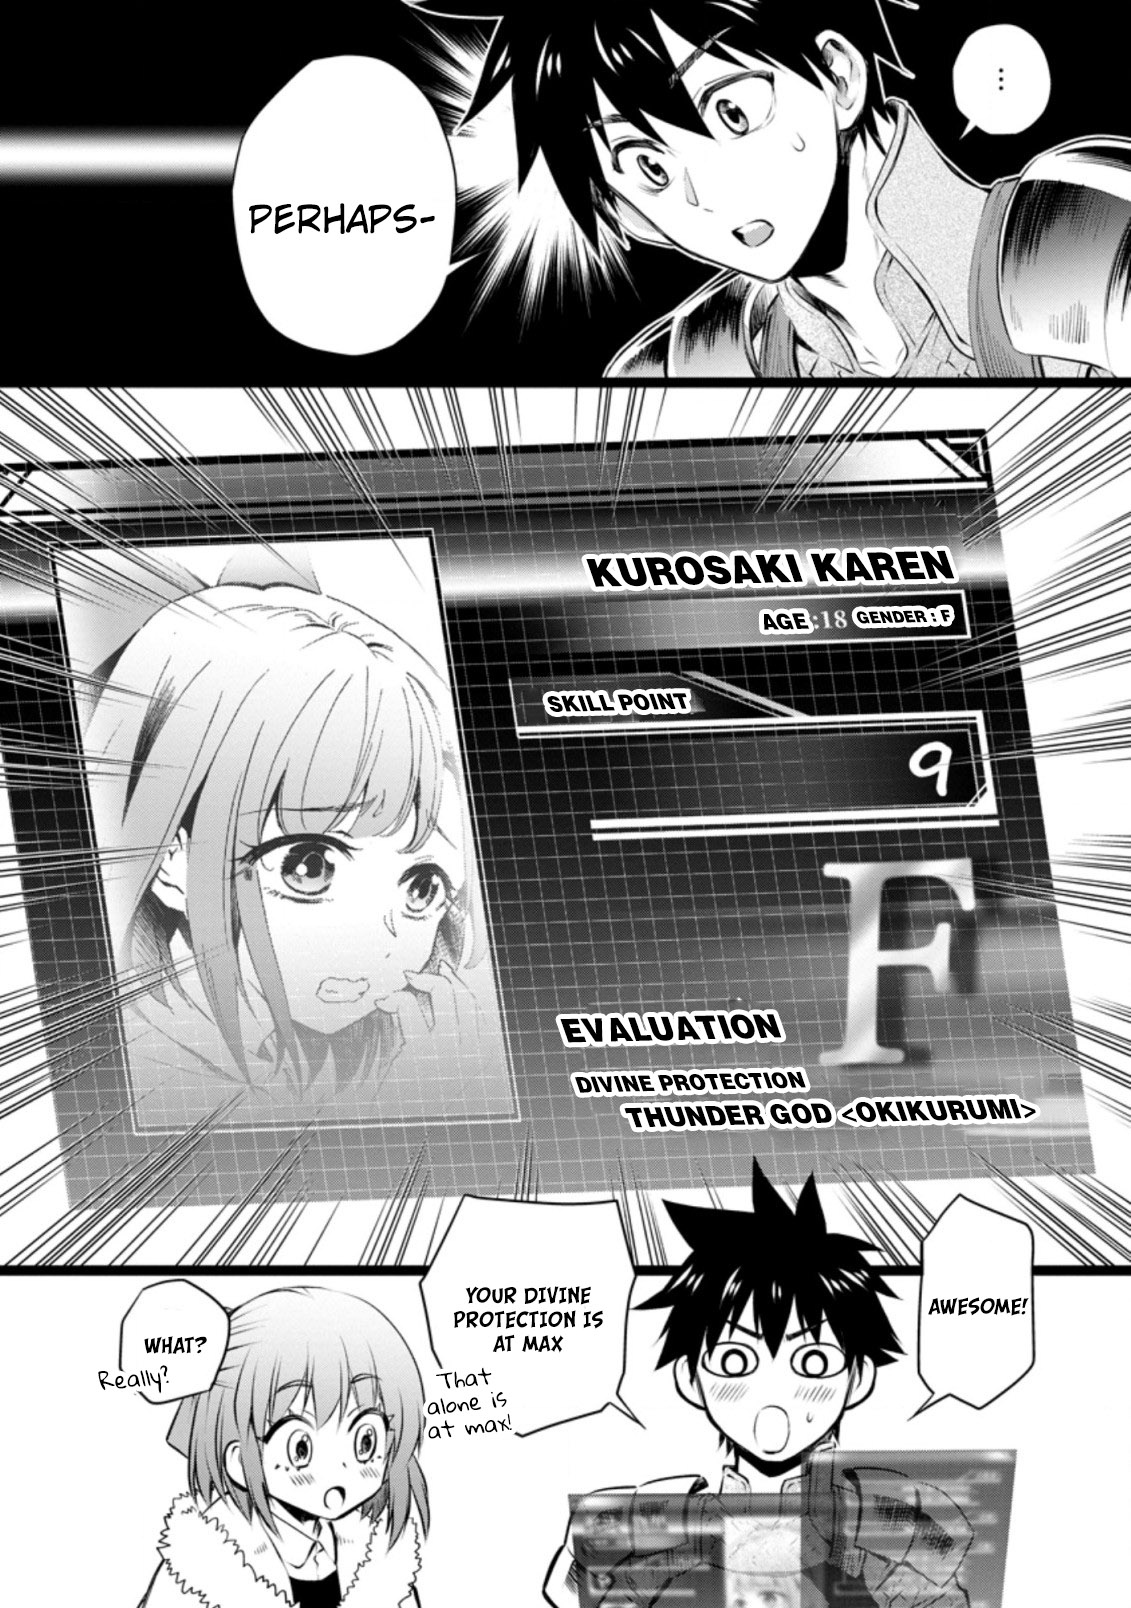 …
PERHAPS-
KUROSAKI KAREN
AGE :18 GENDER : F
SKILL POINT
9
F
EVALUATION
DIVINE PROTECTION
THUNDER GOD <OKIKURUMI>
AWESOME!
YOUR DIVINE
PROTECTION IS
AT MAX
That
alone is
at max!
WHAT?
Really?